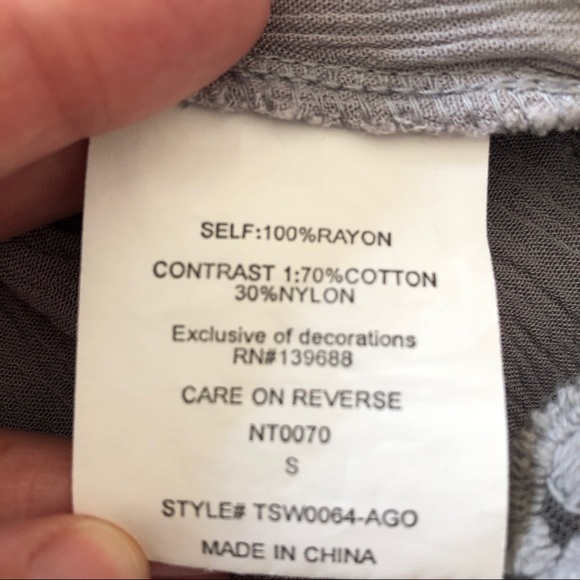 SELF:100%RAYON
CONTRAST 1:70%COTTON
30%NYLON
Exclusive of decorations
RN#139688
CARE ON REVERSE
NT0070
S
STYLE# TSW0064-AGO
MADE IN CHINA